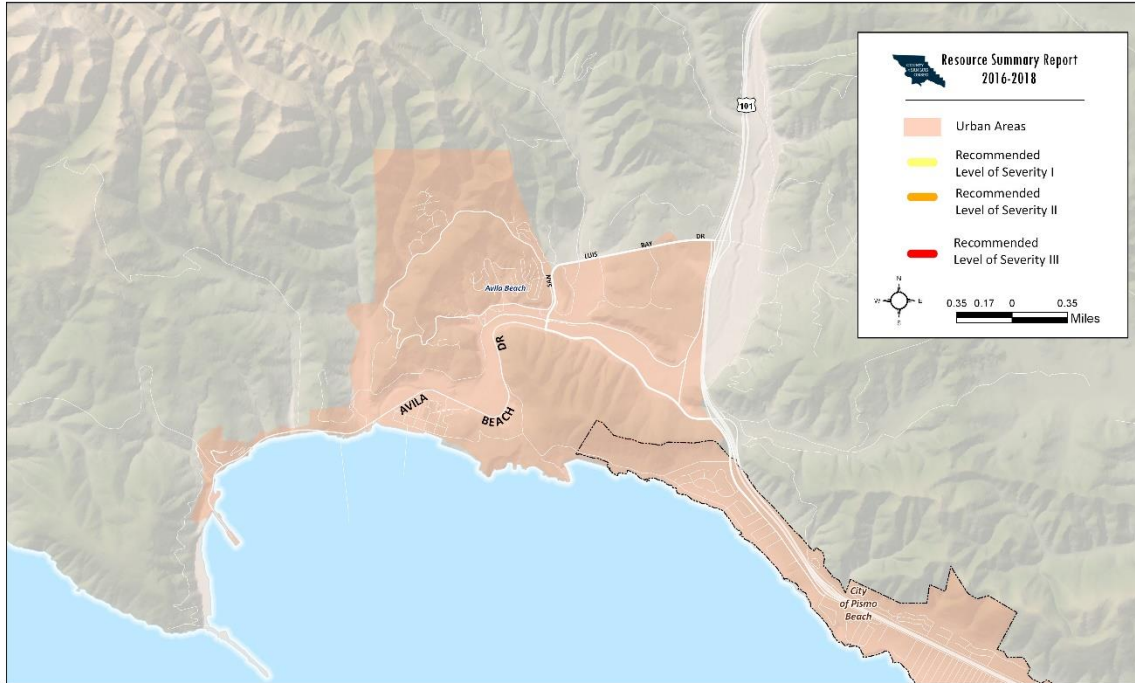 Resource Summary Report
2016-2018
Urban Areas
Recommended
Level of Severity I
Recommended
Level of Severity II
Recommended
Level of Severity III
N
W
E
S
0.35 0.17 0 0.35
Miles
101
SAN
LUIS
BAY
DR
Avila Beach
AVILA
BEACH
DR
City
of Pismo
Beach